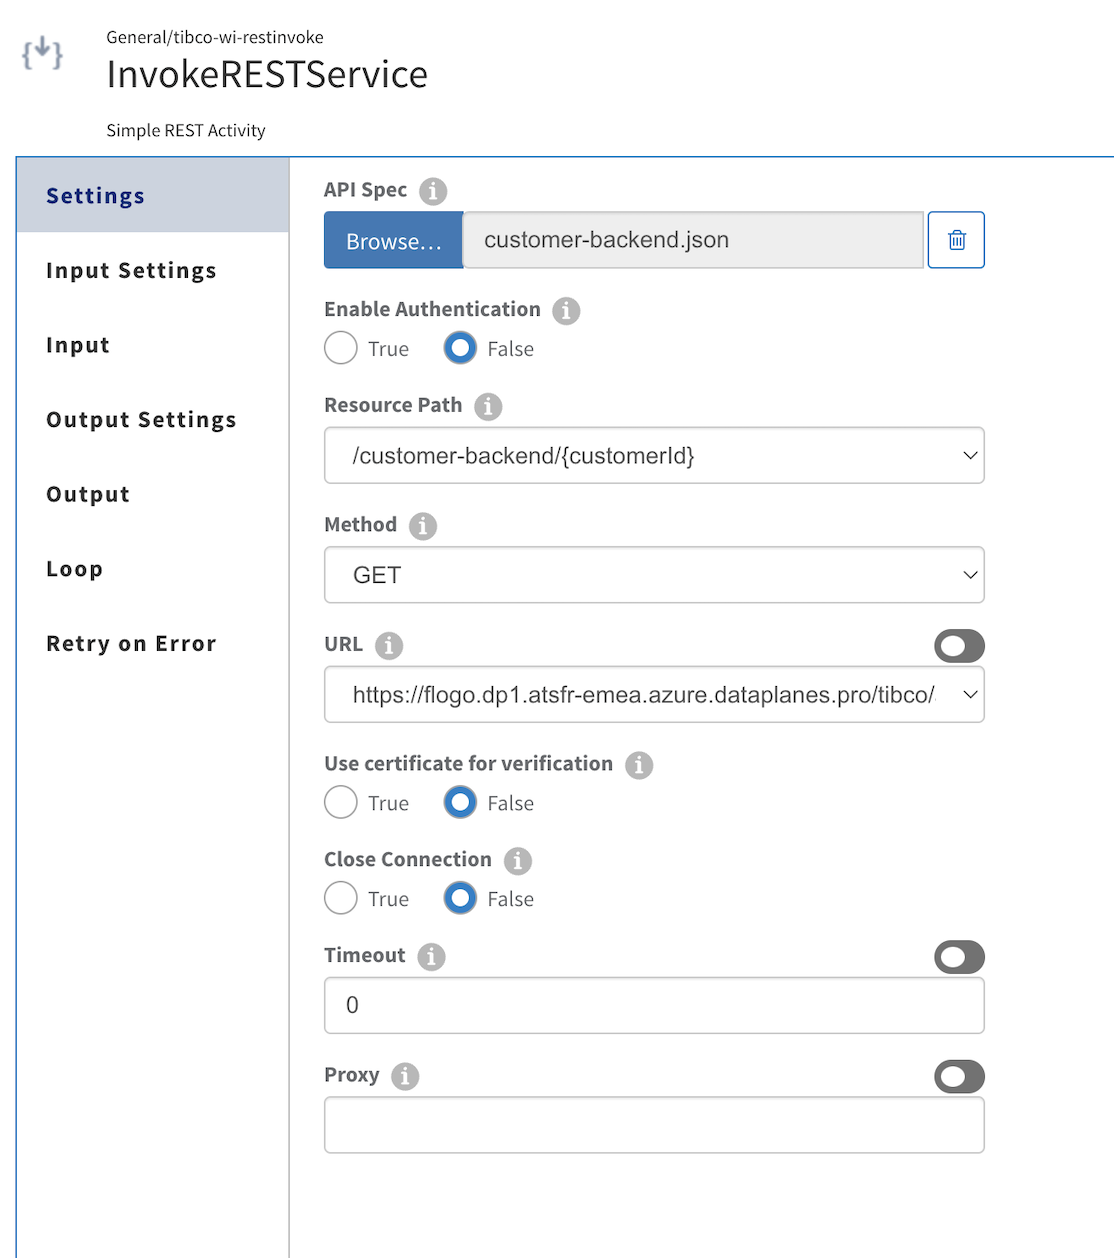 General/tibco-wi-restinvoke
InvokeRESTService
Simple REST Activity
Settings
Input Settings
Input
Output Settings
Output
Loop
Retry on Error
API Spec
Browse...
customer-backend.json
Enable Authentication
True
False
Resource Path
/customer-backend/{customerId}
Method
GET
URL
https://flogo.dp1.atsfr-emea.azure.dataplanes.pro/tibco/
Use certificate for verification
True
False
Close Connection
True
False
Timeout
0
Proxy